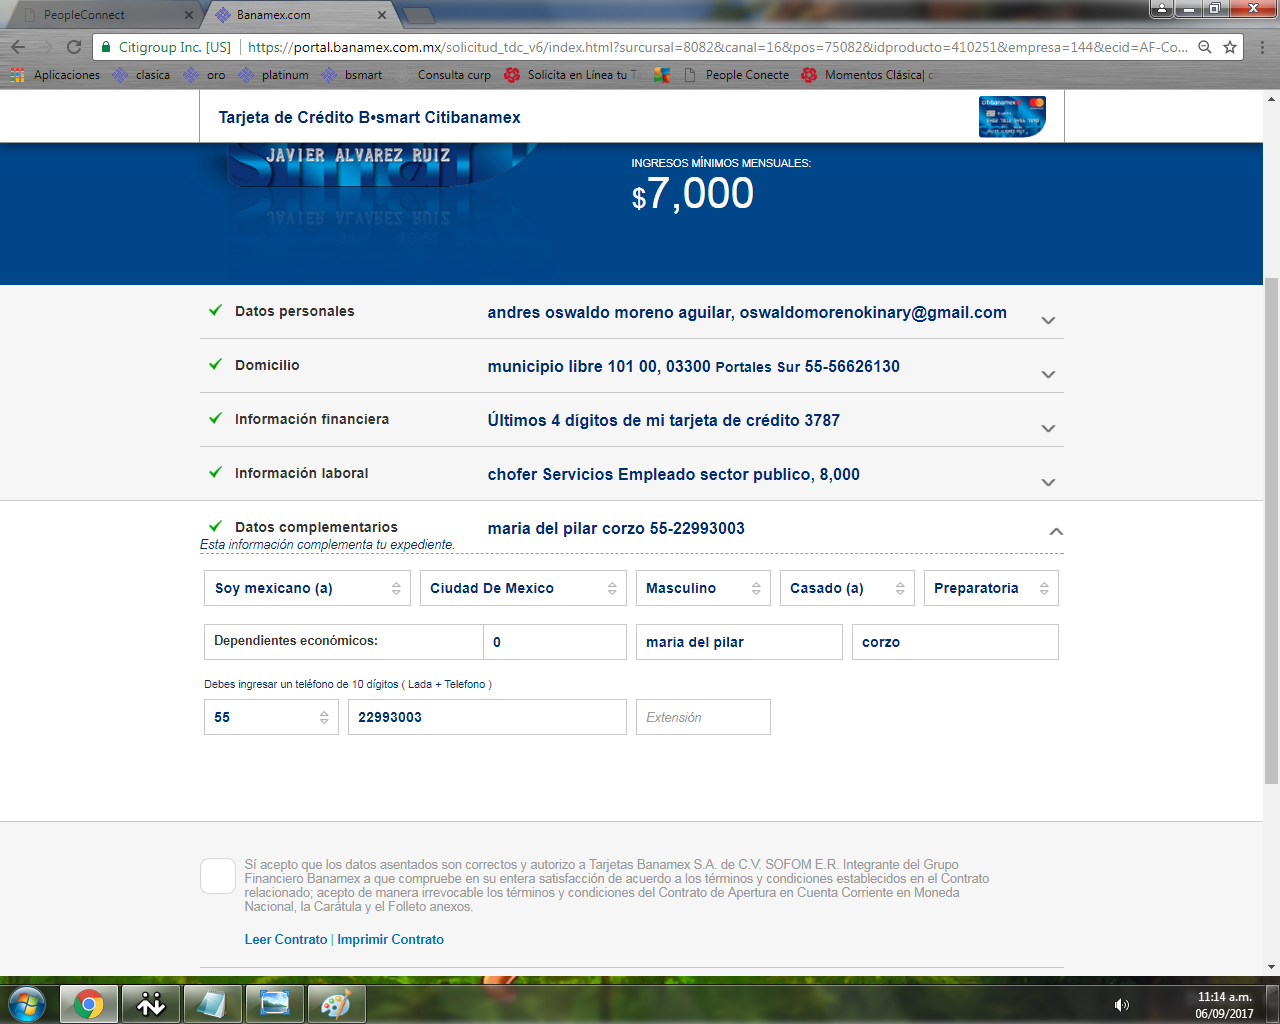 PeopleConnect
Banamex.com
Citigroup Inc. [US]
https://portal.banamex.com.mx/solicitud_tdc_v6/index.html?sursursal=8082&canal=16&pos=75082&idproducto=410251&empresa=144&ecid=AF-Co...
Aplicaciones
clasica
oro
platinum
bsmart
Consulta curp
Solicita en Línea tu Ta
People Conecte
Momentos Clásica| c
Tarjeta de Crédito B•smart Citibanamex
citibanamex
JAVIER ALVAREZ RUIZ
INGRESOS MÍNIMOS MENSUALES:
$7,000
Datos personales
andres oswaldo moreno aguilar, oswaldomorenokinary@gmail.com
Domicilio
municipio libre 101 00, 03300 Portales Sur 55-56626130
Información financiera
Últimos 4 dígitos de mi tarjeta de crédito 3787
Información laboral
chofer Servicios Empleado sector publico, 8,000
Datos complementarios
maria del pilar corzo 55-22993003
Esta información complementa tu expediente.
Soy mexicano (a)
Ciudad De Mexico
Masculino
Casado (a)
Preparatoria
Dependientes económicos:
0
maria del pilar
corzo
Debes ingresar un teléfono de 10 dígitos ( Lada + Telefono )
55
22993003
Extensión
Sí acepto que los datos asentados son correctos y autorizo a Tarjetas Banamex S.A. de C.V. SOFOM E.R. Integrante del Grupo
Financiero Banamex a que compruebe en su entera satisfacción de acuerdo a los términos y condiciones establecidos en el Contrato
relacionado; acepto de manera irrevocable los términos y condiciones del Contrato de Apertura en Cuenta Corriente en Moneda
Nacional, la Carátula y el Folleto anexos.
Leer Contrato | Imprimir Contrato
11:14 a.m.
06/09/2017